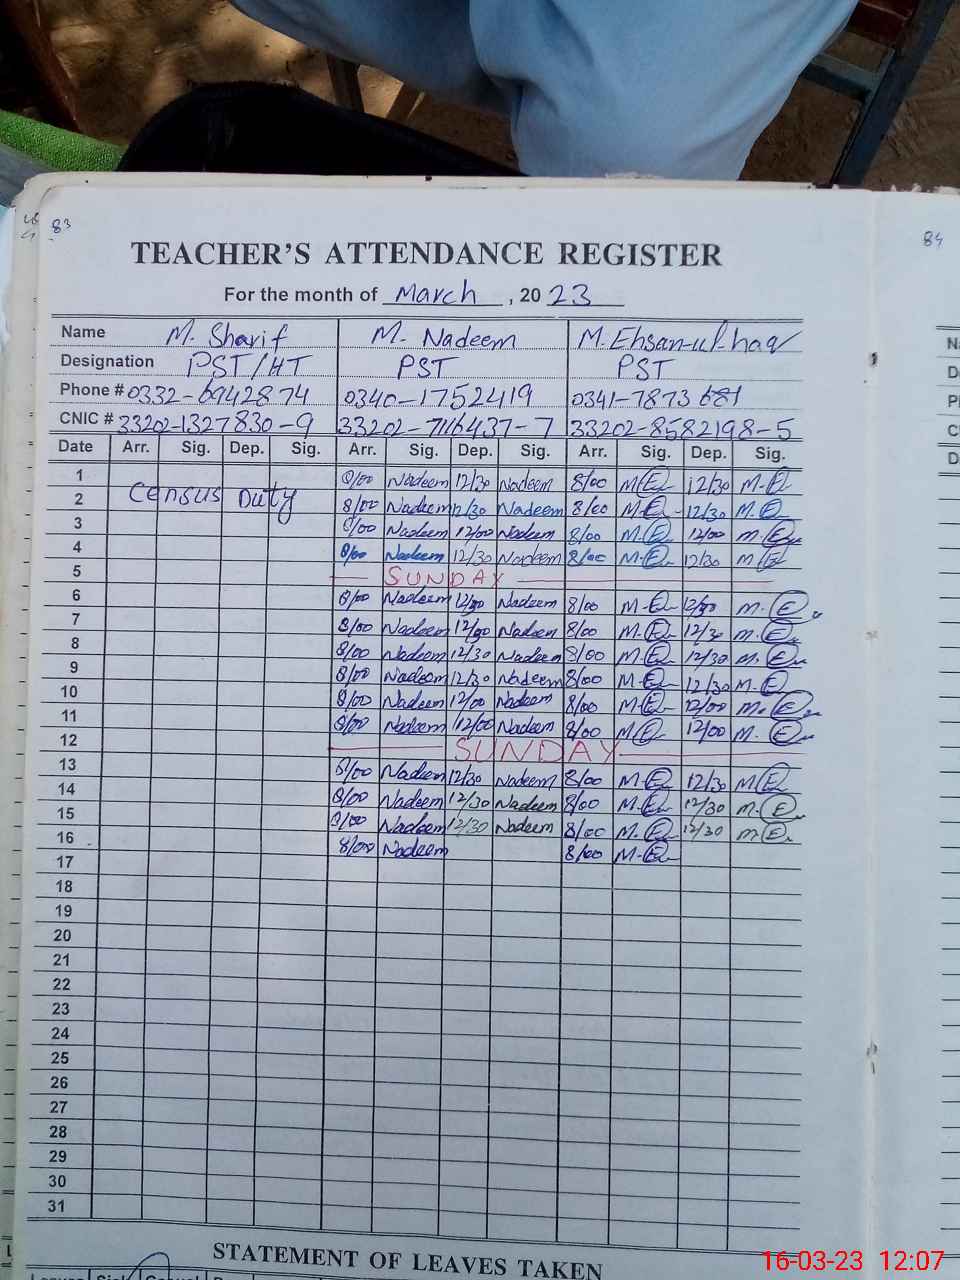 83
84
TEACHER'S ATTENDANCE REGISTER
For the month of March, 2023
Name M. Sharif M. Nadeem M. Ehsan-ul-haq
Designation PST/HT PST PST
Phone # 0332-6942874 0340-1752419 0341-7873681
CNIC # 33202-1327830-9 33202-7116437-7 33202-8582198-5
Date Arr. Sig. Dep. Sig. Arr. Sig. Dep. Sig. Arr. Sig. Dep. Sig.
1 8/00 Nadeem 12/30 Nadeem 8/00 M.E 12/30 M.E
2 Census Duty 8/00 Nadeem 12/30 Nadeem 8/00 M.E 12/30 M.E
3 8/00 Nadeem 12/00 Nadeem 8/00 M.E 12/00 M.E
4 8/00 Nadeem 12/30 Nadeem 8/00 M.E 12/30 M.E
5 SUNDAY
6 8/00 Nadeem Nadeem 8/00 M.E M.E
7 8/00 Nadeem Nadeem 8/00 M.E 12/30 M.E
8 8/00 Nadeem 12/30 Nadeem 8/00 M.E 12/30 M.E
9 8/00 Nadeem 12/30 Nadeem 8/00 M.E 12/30 M.E
10 8/00 Nadeem 12/00 Nadeem 8/00 M.E 12/00 M.E
11 8/00 Nadeem 12/00 Nadeem 8/00 M.E 12/00 M.E
12 SUNDAY
13 8/00 Nadeem 12/30 Nadeem 8/00 M.E 12/30 M.E
14 8/00 Nadeem 12/30 Nadeem 8/00 M.E 12/30 M.E
15 8/00 Nadeem 12/30 Nadeem 8/00 M.E 12/30 M.E
16 8/00 Nadeem 8/00 M.E
17
18
19
20
21
22
23
24
25
26
27
28
29
30
31
STATEMENT OF LEAVES TAKEN
16-03-23 12:07